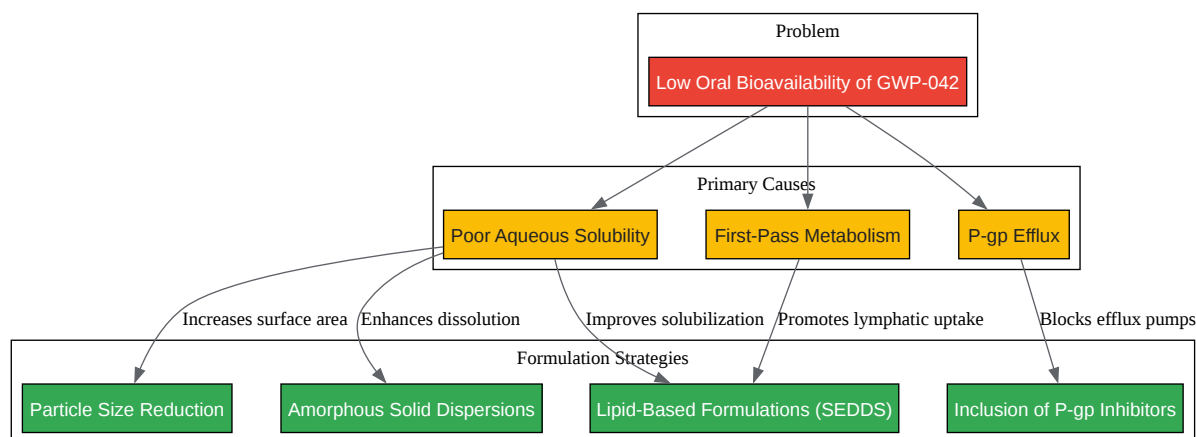 Problem
Low Oral Bioavailability of GWP-042
Primary Causes
Poor Aqueous Solubility
First-Pass Metabolism
P-gp Efflux
Increases surface area
Enhances dissolution
Improves solubilization
Promotes lymphatic uptake
Blocks efflux pumps
Formulation Strategies
Particle Size Reduction
Amorphous Solid Dispersions
Lipid-Based Formulations (SEDDS)
Inclusion of P-gp Inhibitors